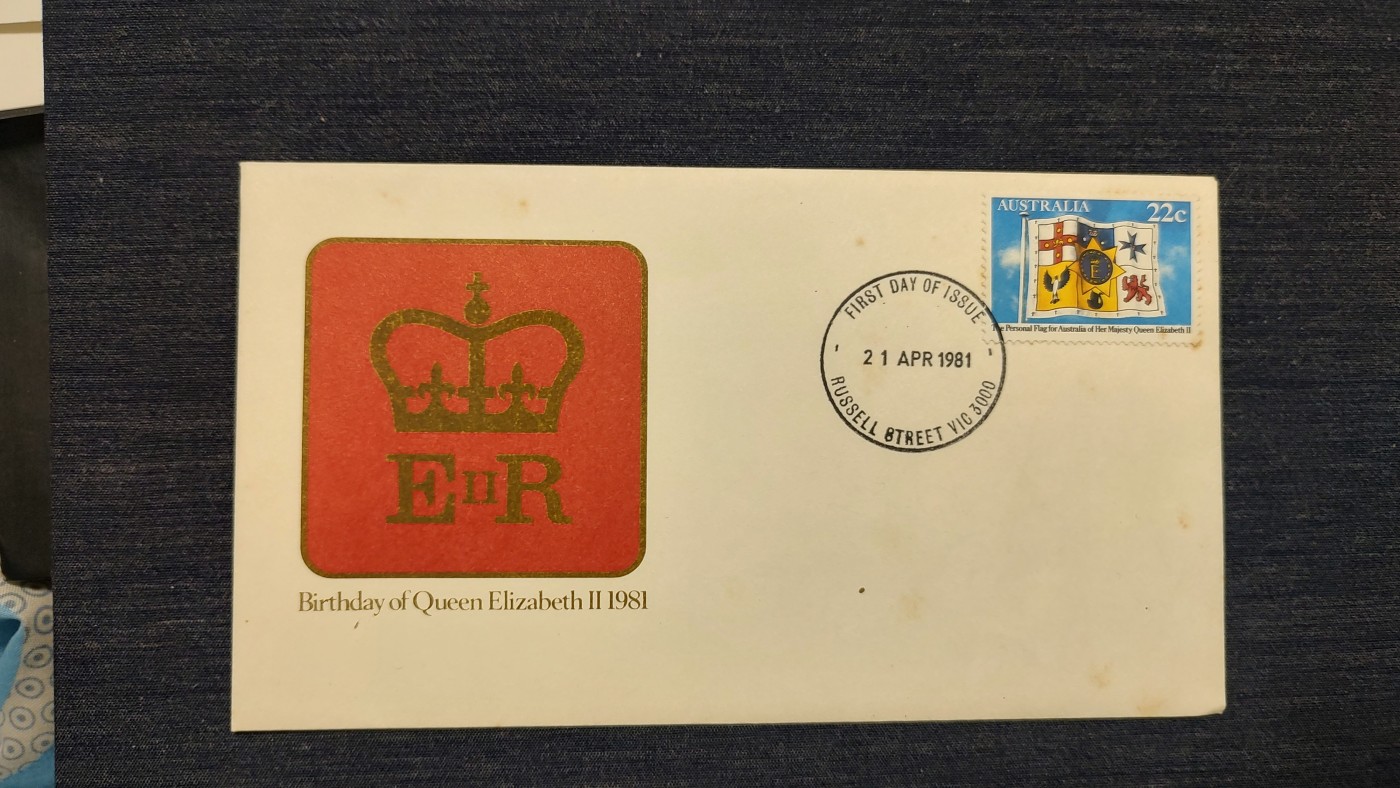 AUSTRALIA 22c
The Personal Flag for Australia of Her Majesty Queen Elizabeth II
FIRST DAY OF ISSUE
21 APR 1981
RUSSELL STREET VIC 3000
E II R
Birthday of Queen Elizabeth II 1981